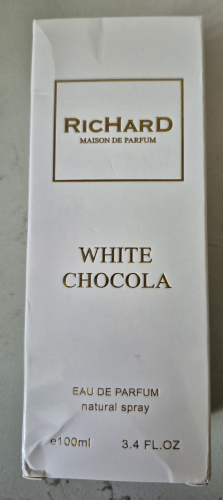 RicHarD
MAISON DE PARFUM
WHITE
CHOCOLA
EAU DE PARFUM
natural spray
e100ml 3.4 FL.OZ